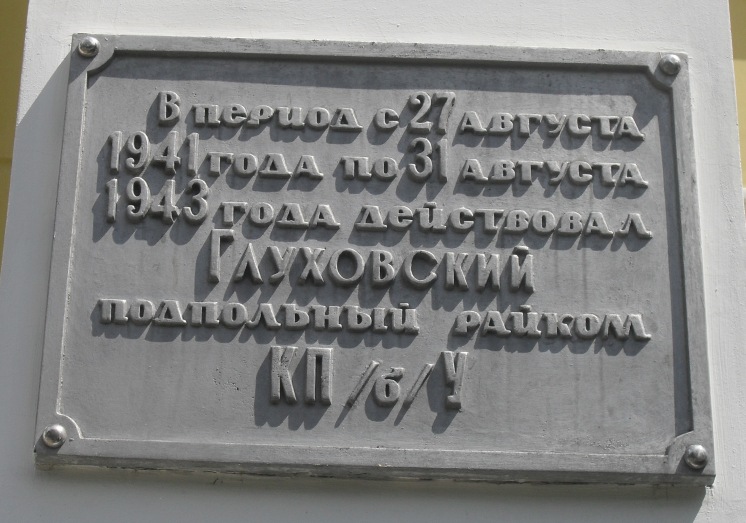 В период с 27 августа
1941 года по 31 августа
1943 года действовал
Глуховский
подпольный райком
КП /б/ У